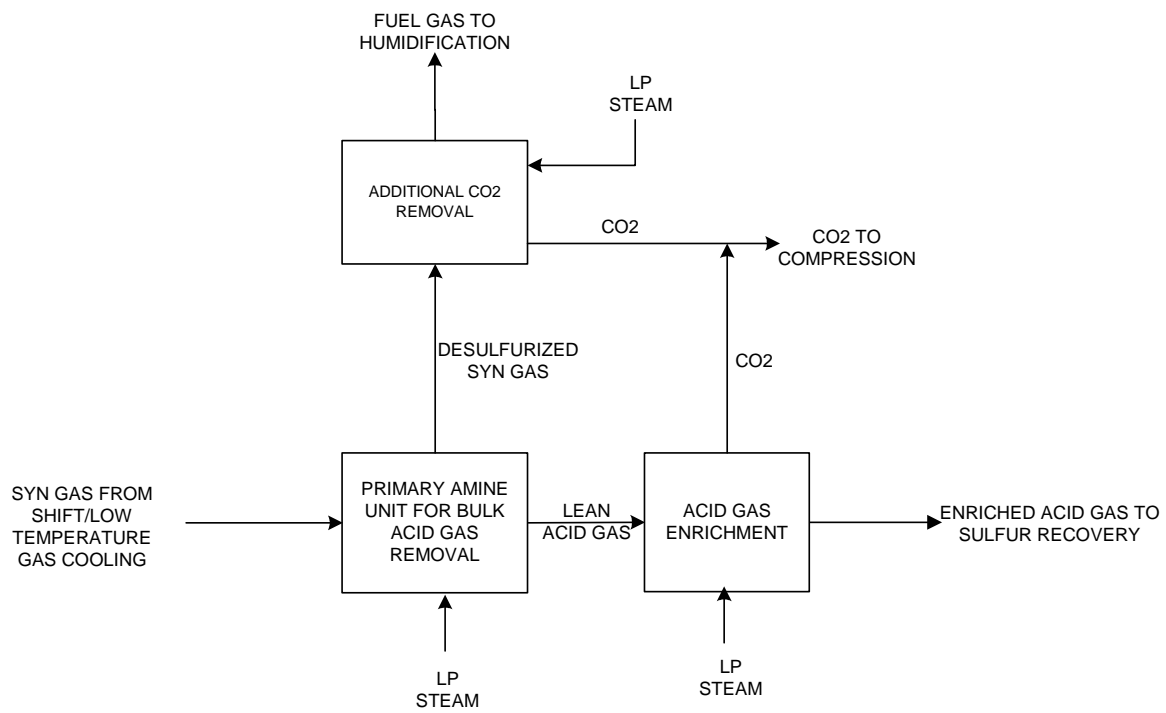 FUEL GAS TO
HUMIDIFICATION
LP
STEAM
ADDITIONAL CO2
REMOVAL
CO2
CO2 TO
COMPRESSION
DESULFURIZED
SYN GAS
CO2
SYN GAS FROM
SHIFT/LOW
TEMPERATURE
GAS COOLING
PRIMARY AMINE
UNIT FOR BULK
ACID GAS
REMOVAL
LEAN
ACID GAS
ACID GAS
ENRICHMENT
ENRICHED ACID GAS TO
SULFUR RECOVERY
LP
STEAM
LP
STEAM